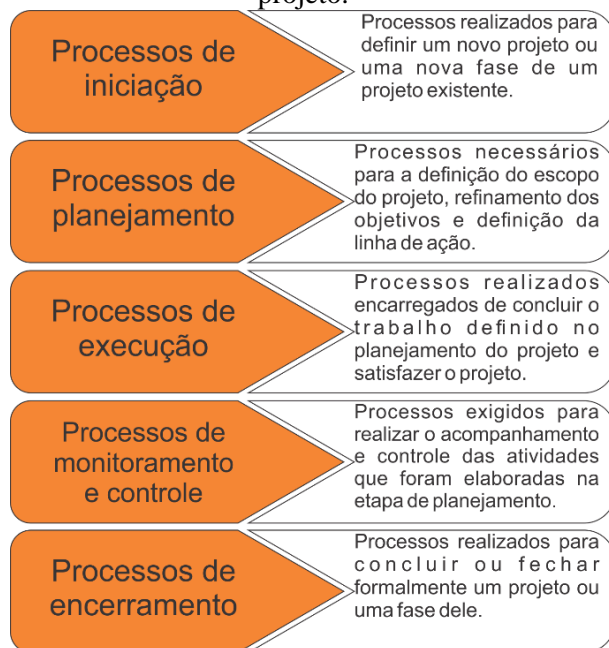 projeto.
Processos de
iniciação
Processos realizados para
definir um novo projeto ou
uma nova fase de um
projeto existente.
Processos de
planejamento
Processos necessários
para a definição do escopo
do projeto, refinamento dos
objetivos e definição da
linha de ação.
Processos de
execução
Processos realizados
encarregados de concluir o
trabalho definido no
planejamento do projeto e
satisfazer o projeto.
Processos de
monitoramento
e controle
Processos exigidos para
realizar o acompanhamento
e controle das atividades
que foram elaboradas na
etapa de planejamento.
Processos de
encerramento
Processos realizados para
concluir ou fechar
formalmente um projeto ou
uma fase dele.